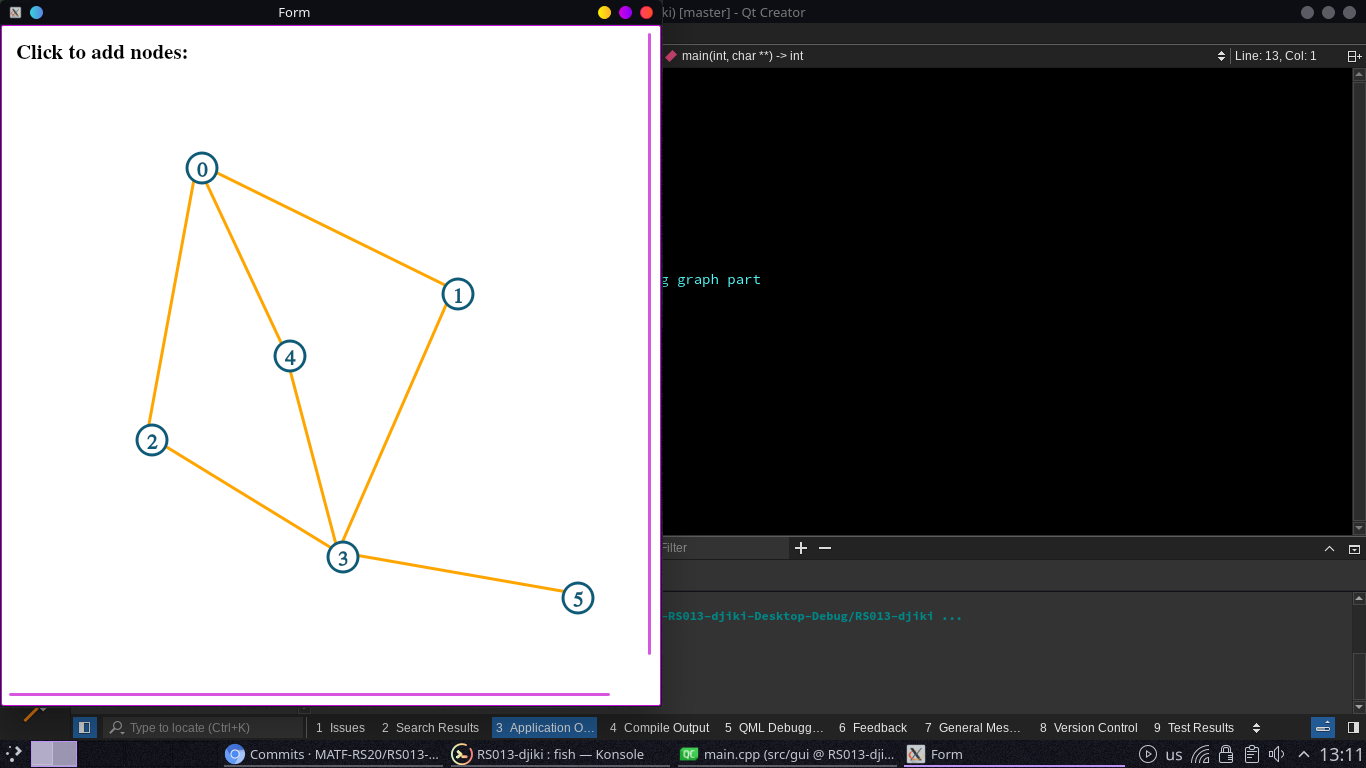 Form
ki) [master] - Qt Creator
Click to add nodes:
main(int, char **) -> int
Line: 13, Col: 1
0
g graph part
1
4
2
Filter
3
5
-RS013-djiki-Desktop-Debug/RS013-djiki ...
Type to locate (Ctrl+K)
1 Issues
2 Search Results
3 Application O...
4 Compile Output
5 QML Debugg...
6 Feedback
7 General Mes...
8 Version Control
9 Test Results
Commits · MATF-RS20/RS013-...
RS013-djiki : fish — Konsole
QC
main.cpp (src/gui @ RS013-dji...
Form
us
13:11